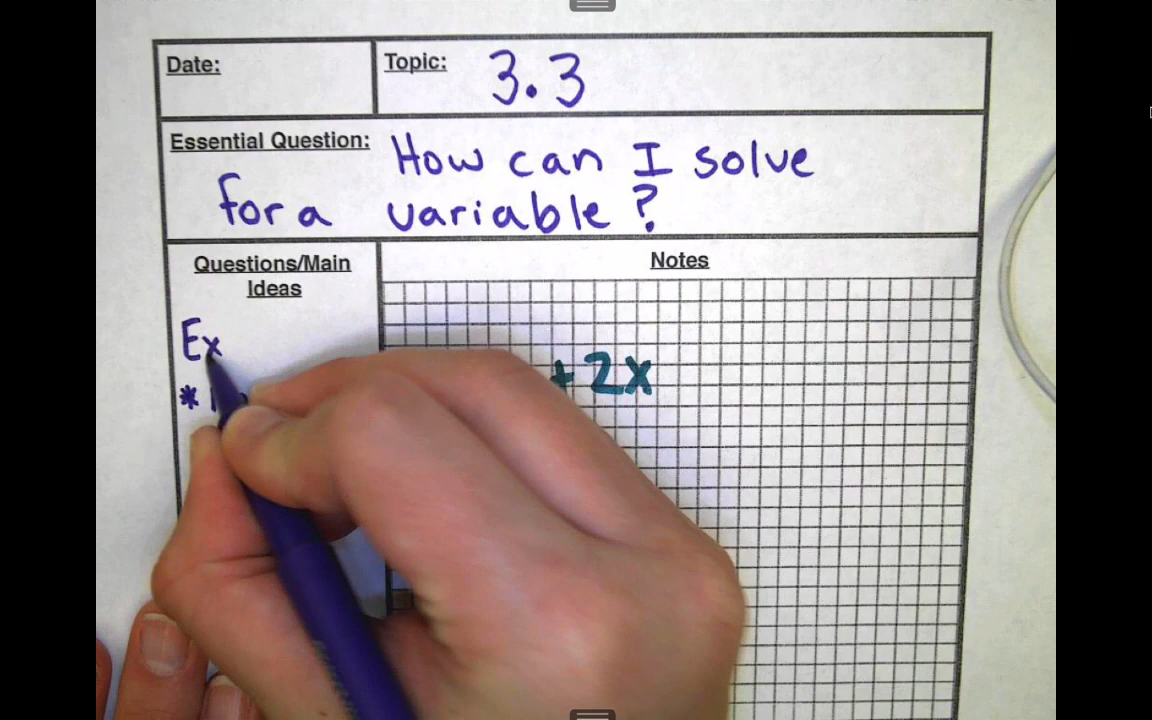 Date:
Topic: 3.3
Essential Question: How can I solve
for a variable?
Questions/Main
Ideas
Notes
Ex
+ 2x
*